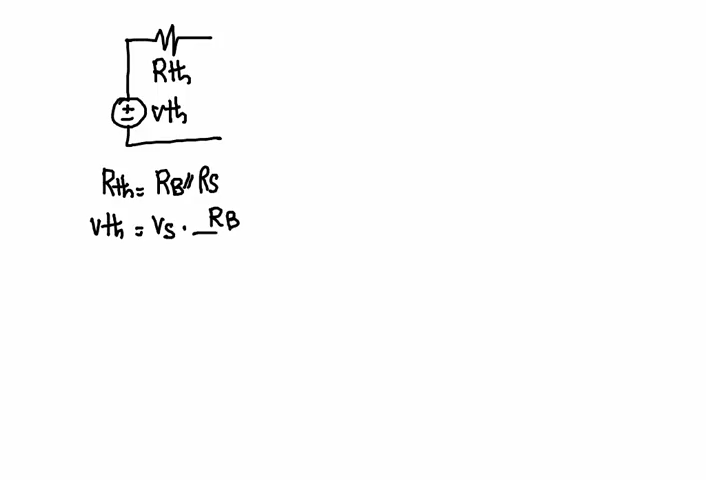 Rth
+
-
vth
Rth = RB // RS
vth = vs · RB